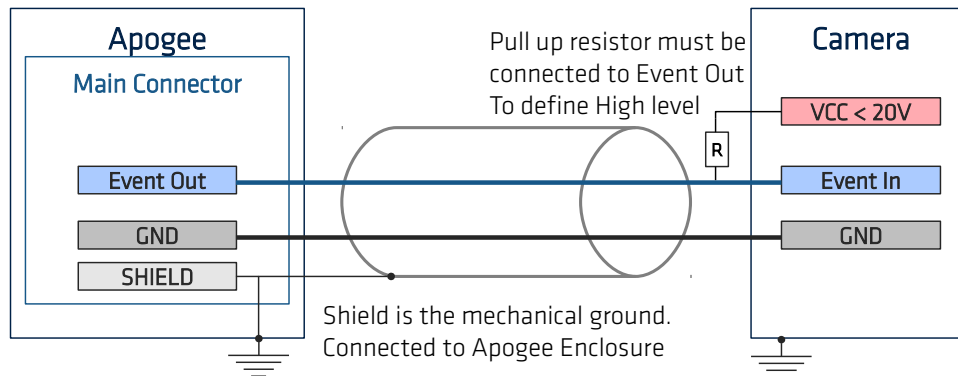 Apogee
Main Connector
Event Out
GND
SHIELD
Pull up resistor must be
connected to Event Out
To define High level
R
Shield is the mechanical ground.
Connected to Apogee Enclosure
Camera
VCC < 20V
Event In
GND